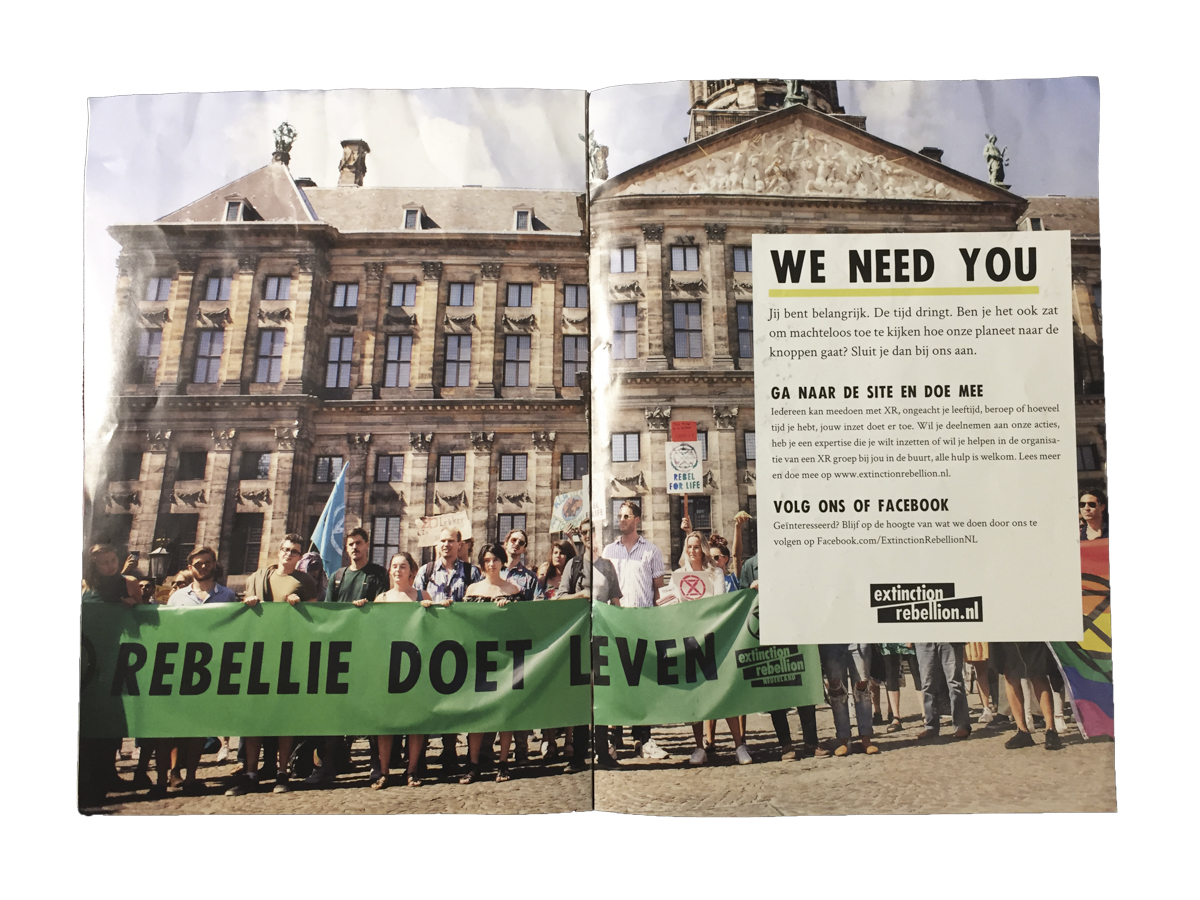 WE NEED YOU
Jij bent belangrijk. De tijd dringt. Ben je het ook zat
om machteloos toe te kijken hoe onze planeet naar de
knoppen gaat? Sluit je dan bij ons aan.
GA NAAR DE SITE EN DOE MEE
Iedereen kan meedoen met XR, ongeacht je leeftijd, beroep of hoeveel
tijd je hebt, jouw inzet doet er toe. Wil je deelnemen aan onze acties,
heb je een expertise die je wilt inzetten of wil je helpen in de organisa-
tie van een XR groep bij jou in de buurt, alle hulp is welkom. Lees meer
en doe mee op www.extinctionrebellion.nl.
VOLG ONS OF FACEBOOK
Geïnteresseerd? Blijf op de hoogte van wat we doen door ons te
volgen op Facebook.com/ExtinctionRebellionNL
extinction
rebellion.nl
REBEL
FOR LIFE
REBELLIE DOET LEVEN
extinction
rebellion
NEDERLAND